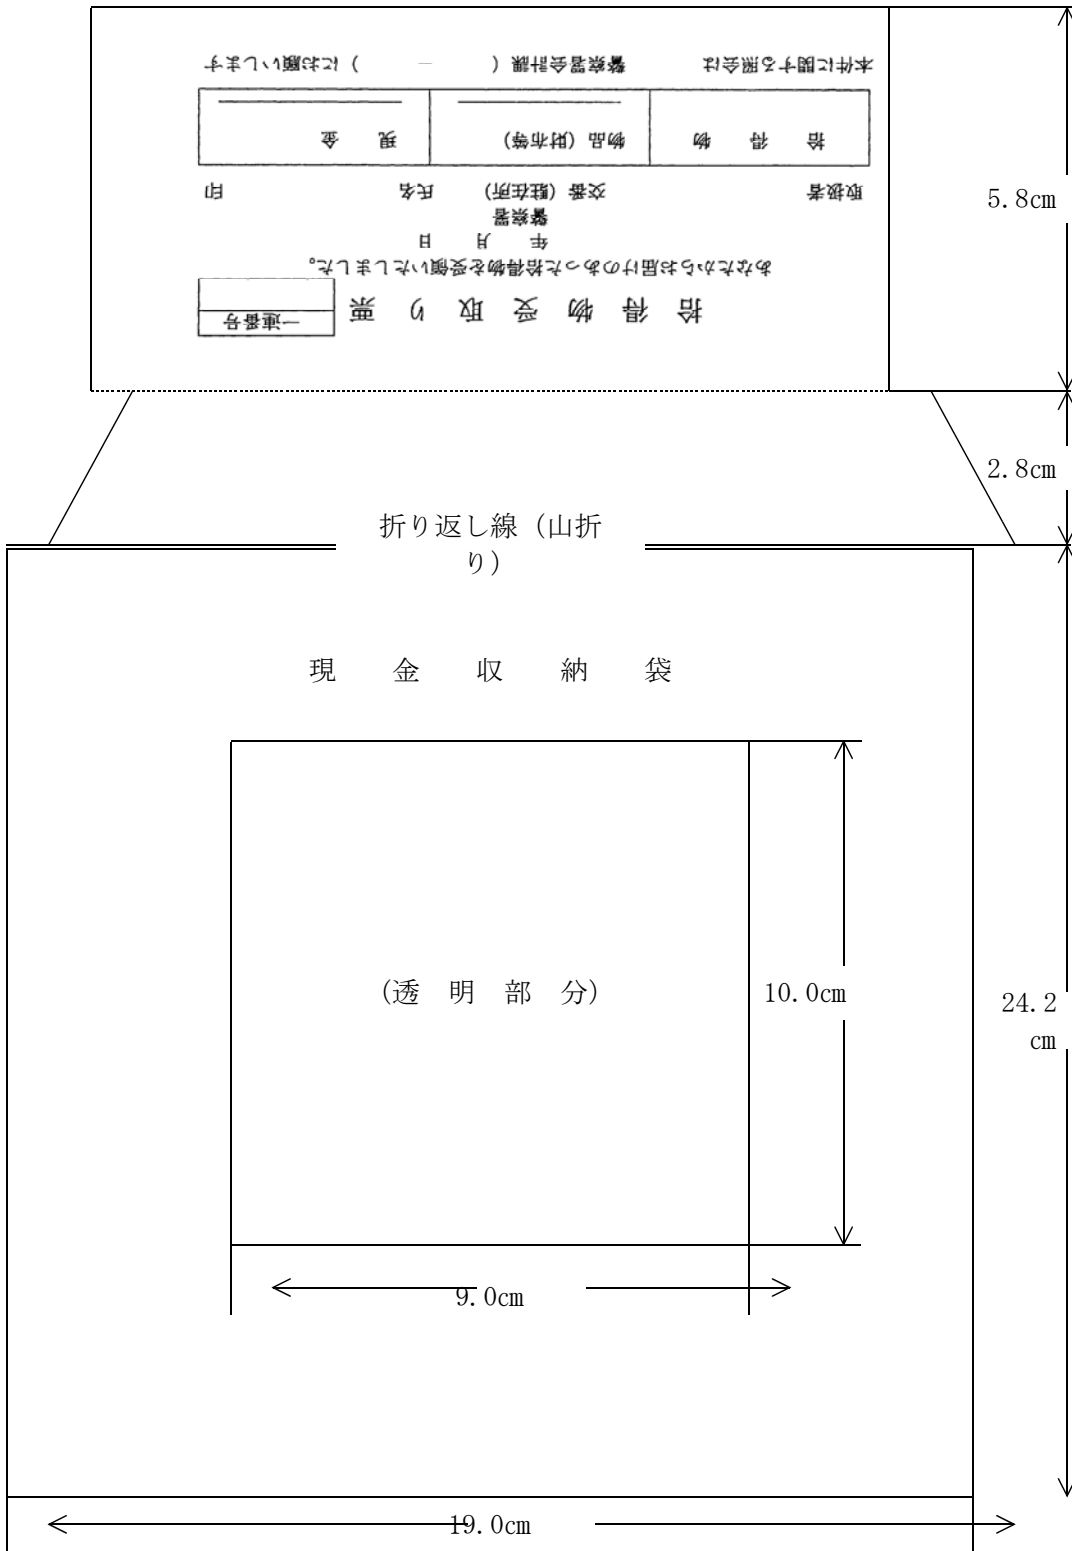 拾 得 物 受 取 り 票
一連番号
あなたからお届けのあった拾得物を受領いたしました。
年 月 日
警察署
取扱者 交番（駐在所） 氏名 印
拾 得 物 物品（財布等） 現 金
本件に関する照会は 警察署会計課（ － ）にお願いします
5.8cm
2.8cm
折り返し線（山折
り）
現 金 収 納 袋
（透 明 部 分）
10.0cm
24.2
cm
9.0cm
19.0cm